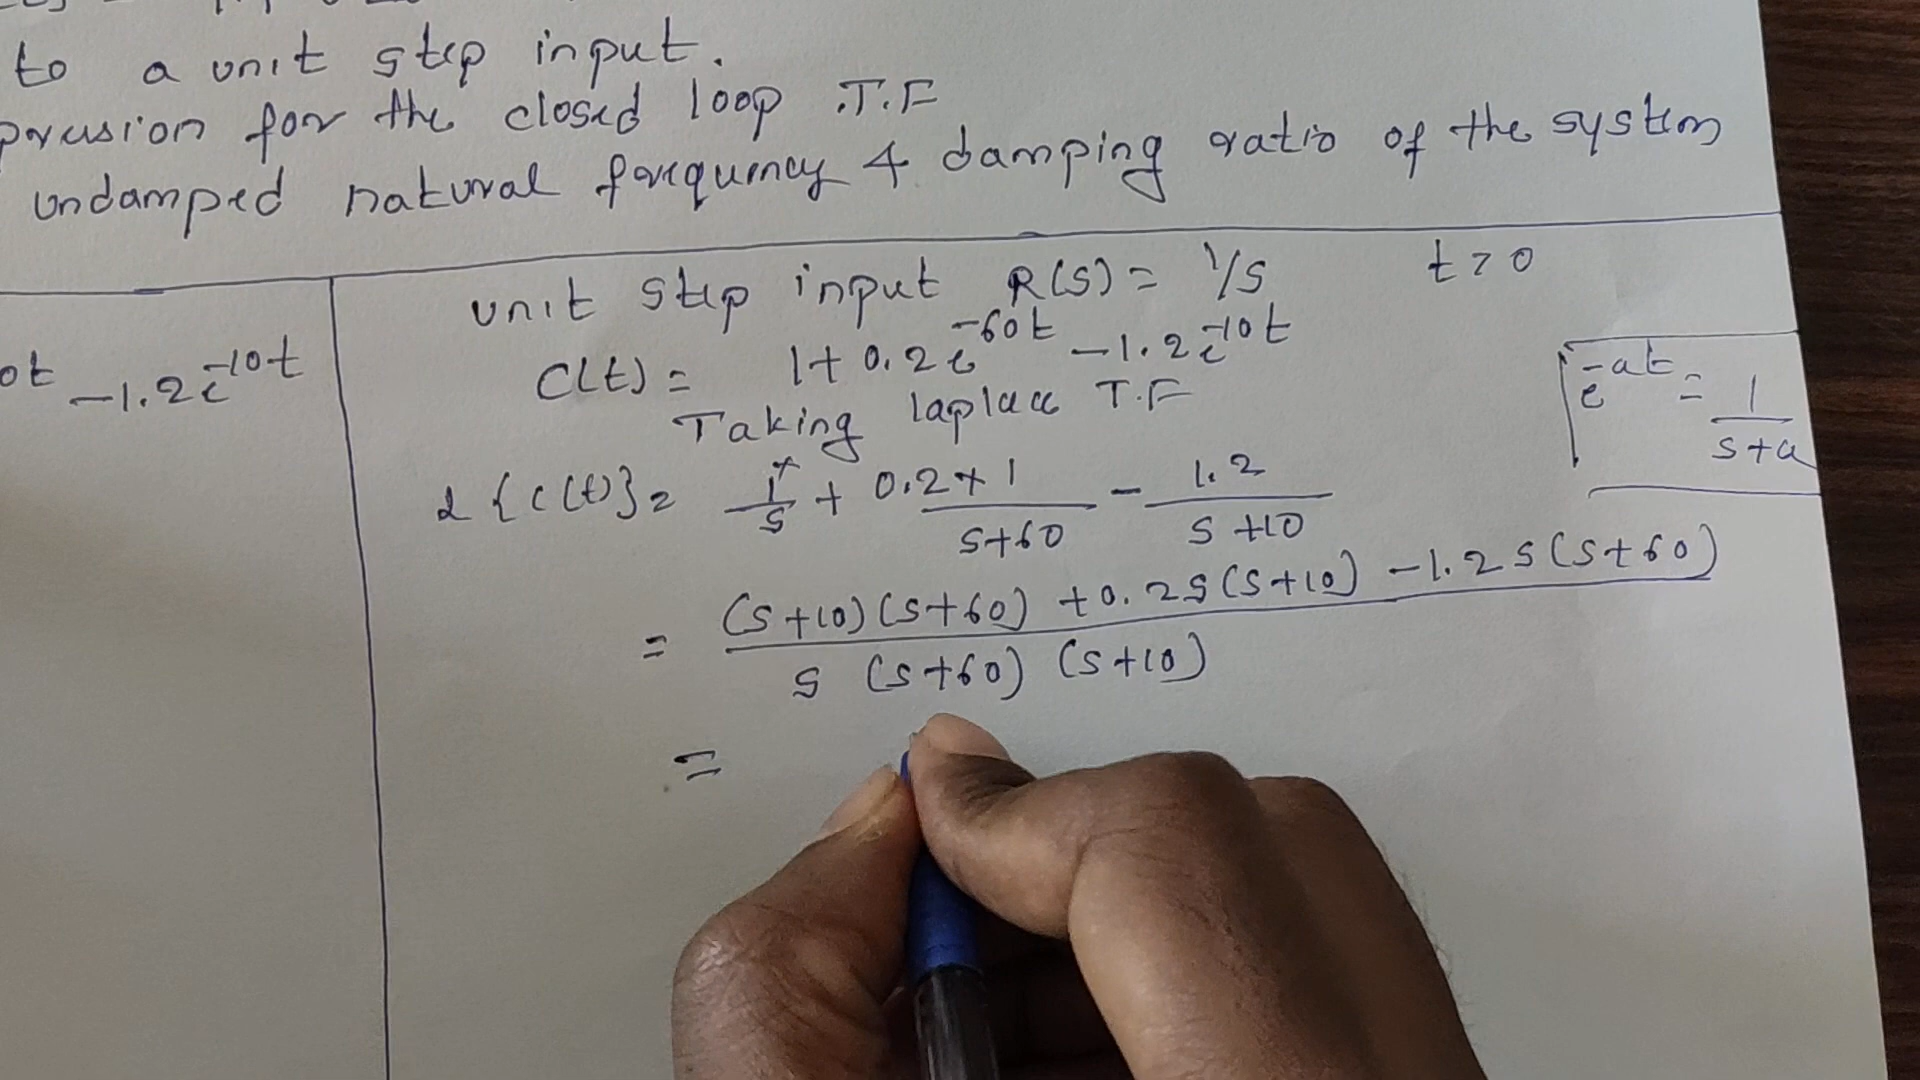 to a unit step input.
for the closed loop T.F
undamped natural frequency & damping ratio of the system
unit step input R(s) = 1/s t>0
-1.2e^-10t
C(t) = 1+0.2e^-60t -1.2e^-10t
e^-at = 1/s+a
Taking laplace T.F
L{c(t)} = 1/s + 0.2×1/s+60 - 1.2/s+10
= (s+10)(s+60)+0.2s(s+10)-1.2s(s+60)
s (s+60) (s+10)
=